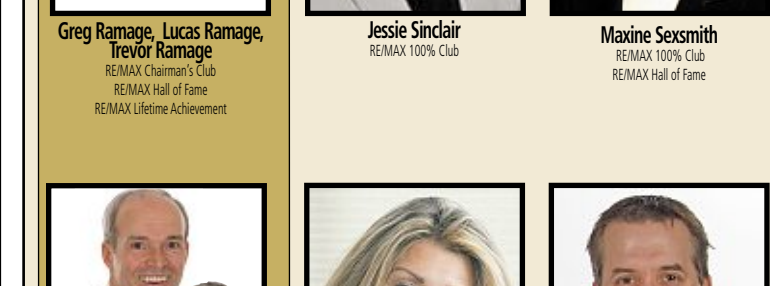 Greg Ramage, Lucas Ramage,
Trevor Ramage
RE/MAX Chairman's Club
RE/MAX Hall of Fame
RE/MAX Lifetime Achievement
Jessie Sinclair
RE/MAX 100% Club
Maxine Sexsmith
RE/MAX 100% Club
RE/MAX Hall of Fame